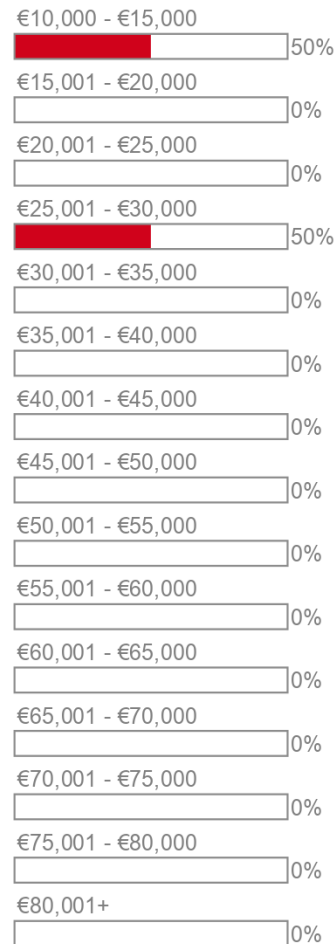 €10,000 - €15,000
50%
€15,001 - €20,000
0%
€20,001 - €25,000
0%
€25,001 - €30,000
50%
€30,001 - €35,000
0%
€35,001 - €40,000
0%
€40,001 - €45,000
0%
€45,001 - €50,000
0%
€50,001 - €55,000
0%
€55,001 - €60,000
0%
€60,001 - €65,000
0%
€65,001 - €70,000
0%
€70,001 - €75,000
0%
€75,001 - €80,000
0%
€80,001+
0%